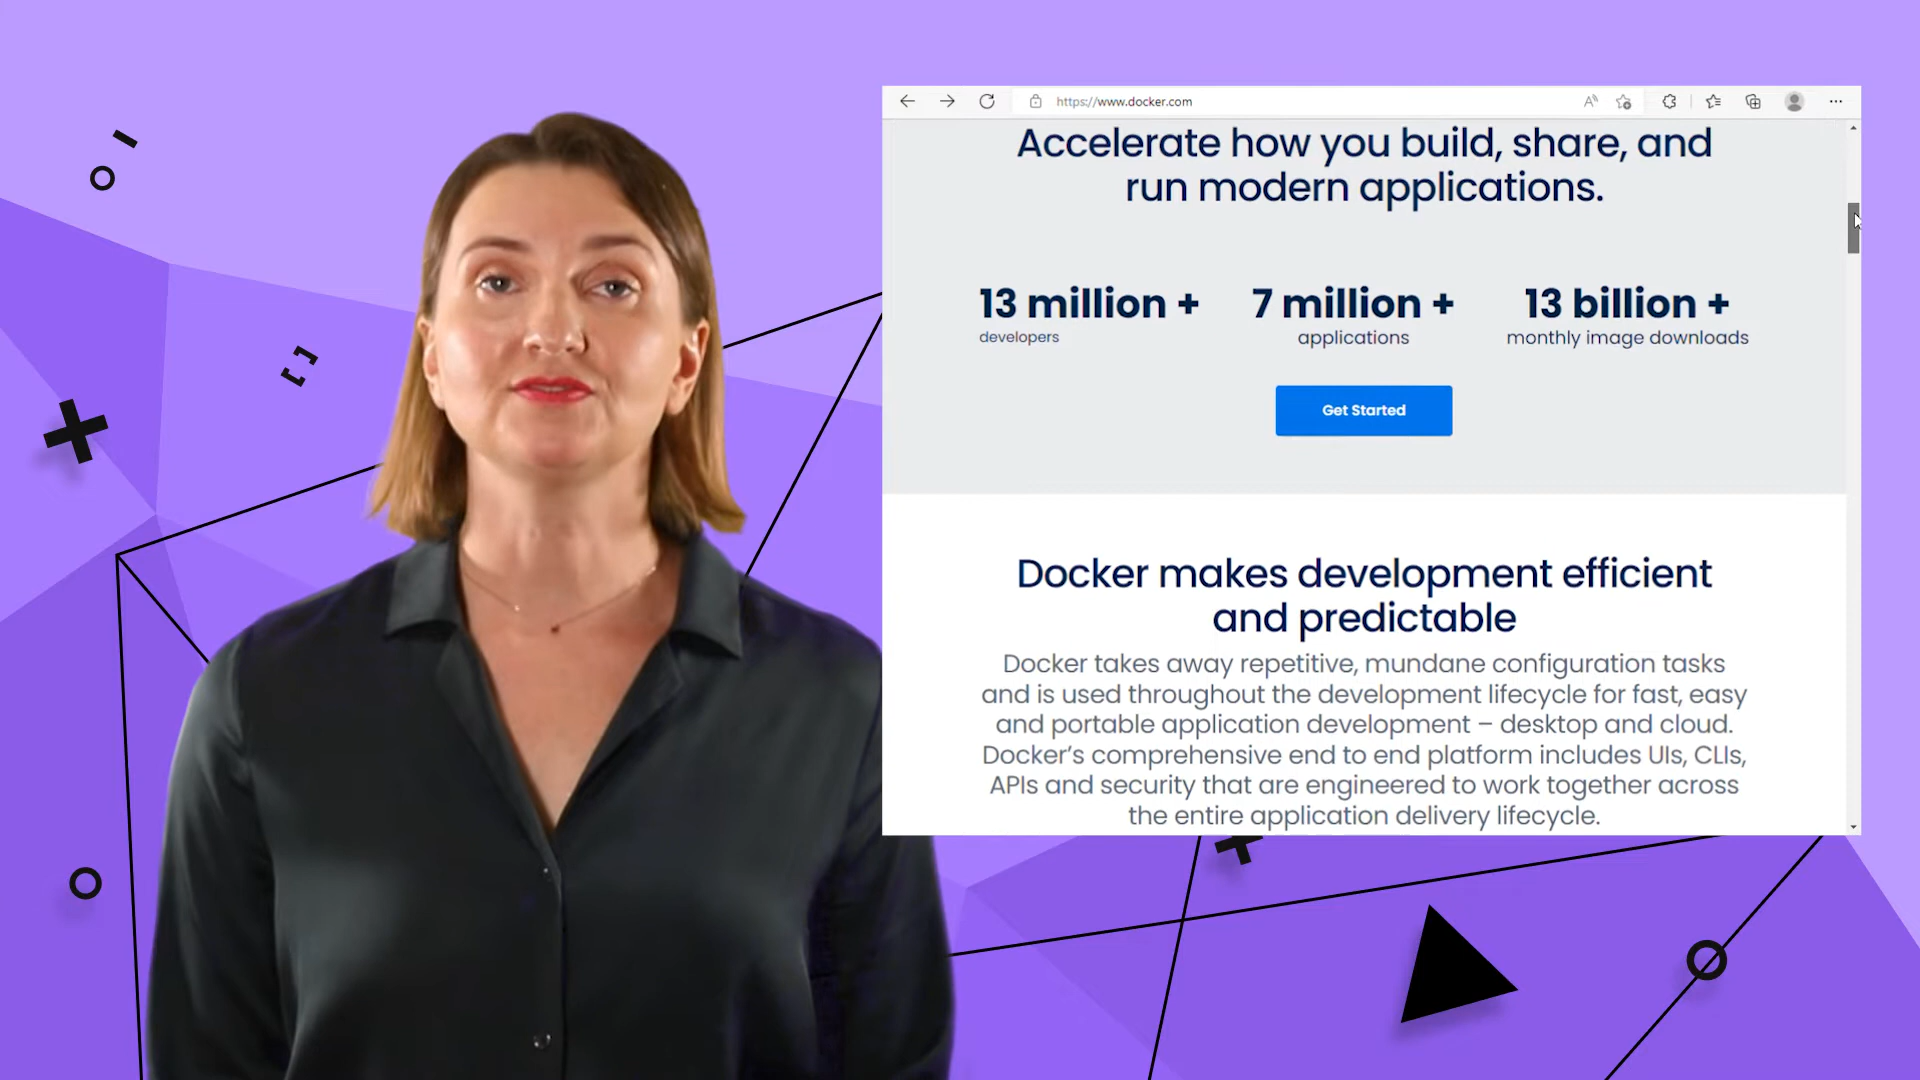 https://www.docker.com
Accelerate how you build, share, and
run modern applications.
13 million + 7 million + 13 billion +
developers applications monthly image downloads
Get Started
Docker makes development efficient
and predictable
Docker takes away repetitive, mundane configuration tasks
and is used throughout the development lifecycle for fast, easy
and portable application development – desktop and cloud.
Docker’s comprehensive end to end platform includes UIs, CLIs,
APIs and security that are engineered to work together across
the entire application delivery lifecycle.